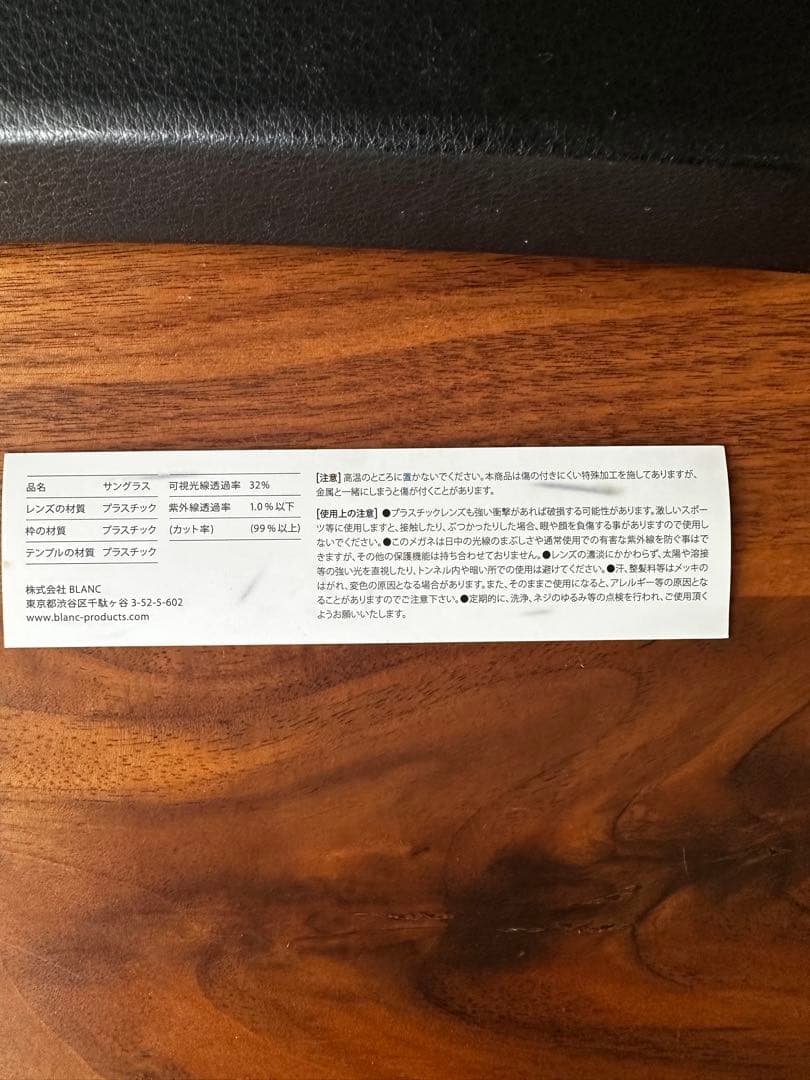 品名 サングラス
レンズの材質 プラスチック
枠の材質 プラスチック
テンプルの材質 プラスチック
可視光線透過率 32%
紫外線透過率 1.0%以下
(カット率) (99%以上)
株式会社 BLANC
東京都渋谷区千駄ヶ谷 3-52-5-602
www.blanc-products.com
[注意] 高温のところに置かないでください。本商品は傷の付きにくい特殊加工を施してありますが、
金属と一緒にしまうと傷が付くことがあります。
[使用上の注意] ●プラスチックレンズも強い衝撃があれば破損する可能性があります。激しいスポー
ツ等に使用しますと、接触したり、ぶつかったりした場合、眼や顔を負傷する事がありますので使用し
ないでください。●このメガネは日中の光線のまぶしさや通常使用での有害な紫外線を防ぐ事はで
きますが、その他の保護機能は持ち合わせておりません。●レンズの濃淡にかかわらず、太陽や溶接
等の強い光を直視したり、トンネル内や暗い所での使用は避けてください。●汗、整髪料等はメッキの
はがれ、変色の原因となる場合があります。また、そのままご使用になると、アレルギー等の原因とな
ることがありますのでご注意下さい。●定期的に、洗浄、ネジのゆるみ等の点検を行われ、ご使用頂く
ようお願いいたします。